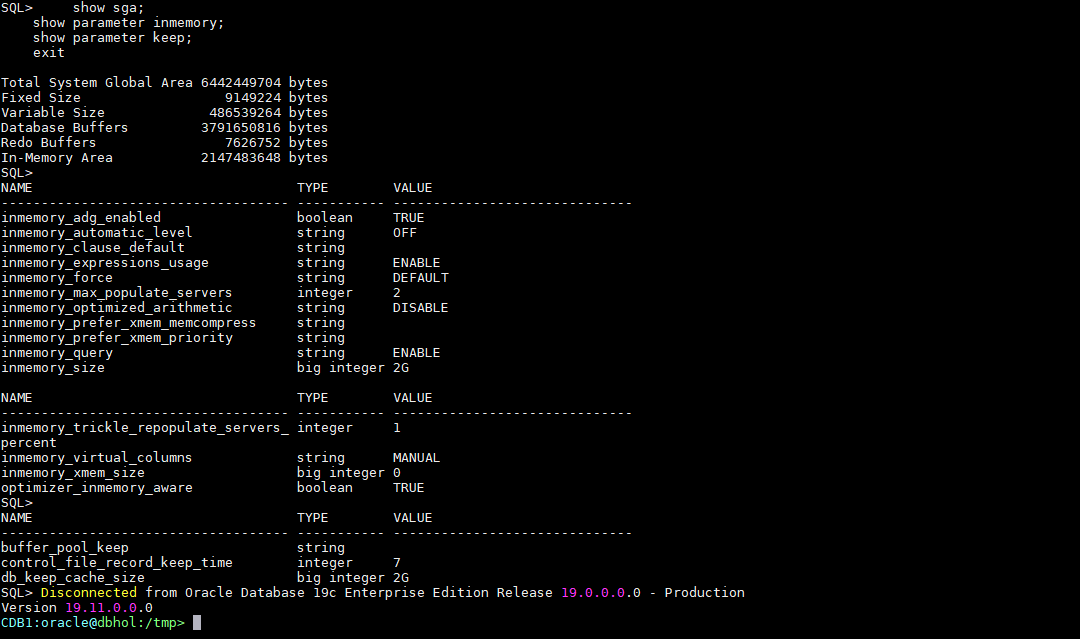 SQL>     show sga;
    show parameter inmemory;
    show parameter keep;
    exit

Total System Global Area 6442449704 bytes
Fixed Size                  9149224 bytes
Variable Size             486539264 bytes
Database Buffers         3791650816 bytes
Redo Buffers                7626752 bytes
In-Memory Area           2147483648 bytes
SQL>
NAME                                 TYPE        VALUE
------------------------------------ ----------- ------------------------------
inmemory_adg_enabled                 boolean     TRUE
inmemory_automatic_level             string      OFF
inmemory_clause_default              string
inmemory_expressions_usage           string      ENABLE
inmemory_force                       string      DEFAULT
inmemory_max_populate_servers        integer     2
inmemory_optimized_arithmetic        string      DISABLE
inmemory_prefer_xmem_memcompress     string
inmemory_prefer_xmem_priority        string
inmemory_query                       string      ENABLE
inmemory_size                        big integer 2G

NAME                                 TYPE        VALUE
------------------------------------ ----------- ------------------------------
inmemory_trickle_repopulate_servers_ integer     1
percent
inmemory_virtual_columns             string      MANUAL
inmemory_xmem_size                   big integer 0
optimizer_inmemory_aware             boolean     TRUE
SQL>
NAME                                 TYPE        VALUE
------------------------------------ ----------- ------------------------------
buffer_pool_keep                     string
control_file_record_keep_time        integer     7
db_keep_cache_size                   big integer 2G
SQL> Disconnected from Oracle Database 19c Enterprise Edition Release 19.0.0.0.0 - Production
Version 19.11.0.0.0
CDB1:oracle@dbhol:/tmp>